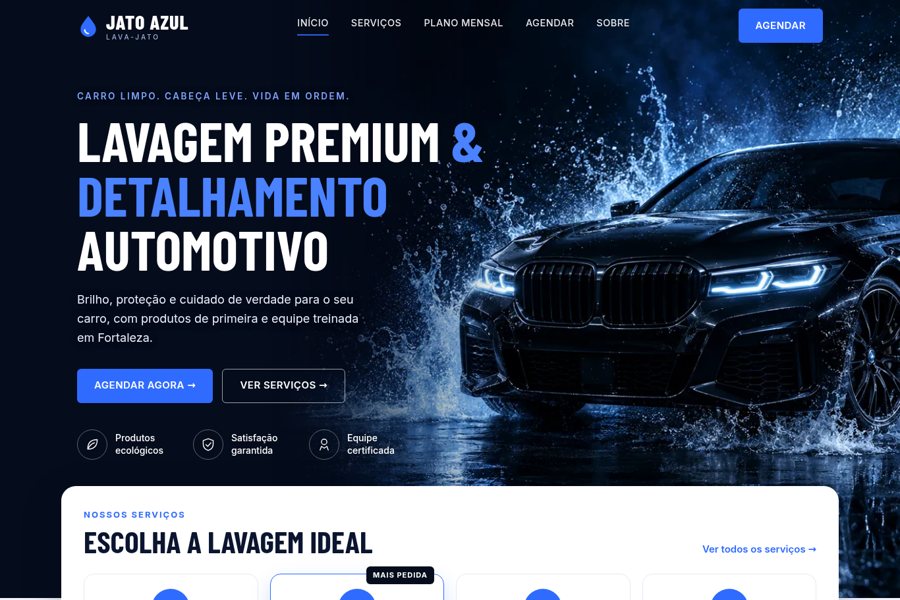 JATO AZUL
LAVA-JATO
INÍCIO
SERVIÇOS
PLANO MENSAL
AGENDAR
SOBRE
AGENDAR
CARRO LIMPO. CABEÇA LEVE. VIDA EM ORDEM.
LAVAGEM PREMIUM &
DETALHAMENTO
AUTOMOTIVO
Brilho, proteção e cuidado de verdade para o seu
carro, com produtos de primeira e equipe treinada
em Fortaleza.
AGENDAR AGORA →
VER SERVIÇOS →
Produtos
ecológicos
Satisfação
garantida
Equipe
certificada
NOSSOS SERVIÇOS
ESCOLHA A LAVAGEM IDEAL
Ver todos os serviços →
MAIS PEDIDA